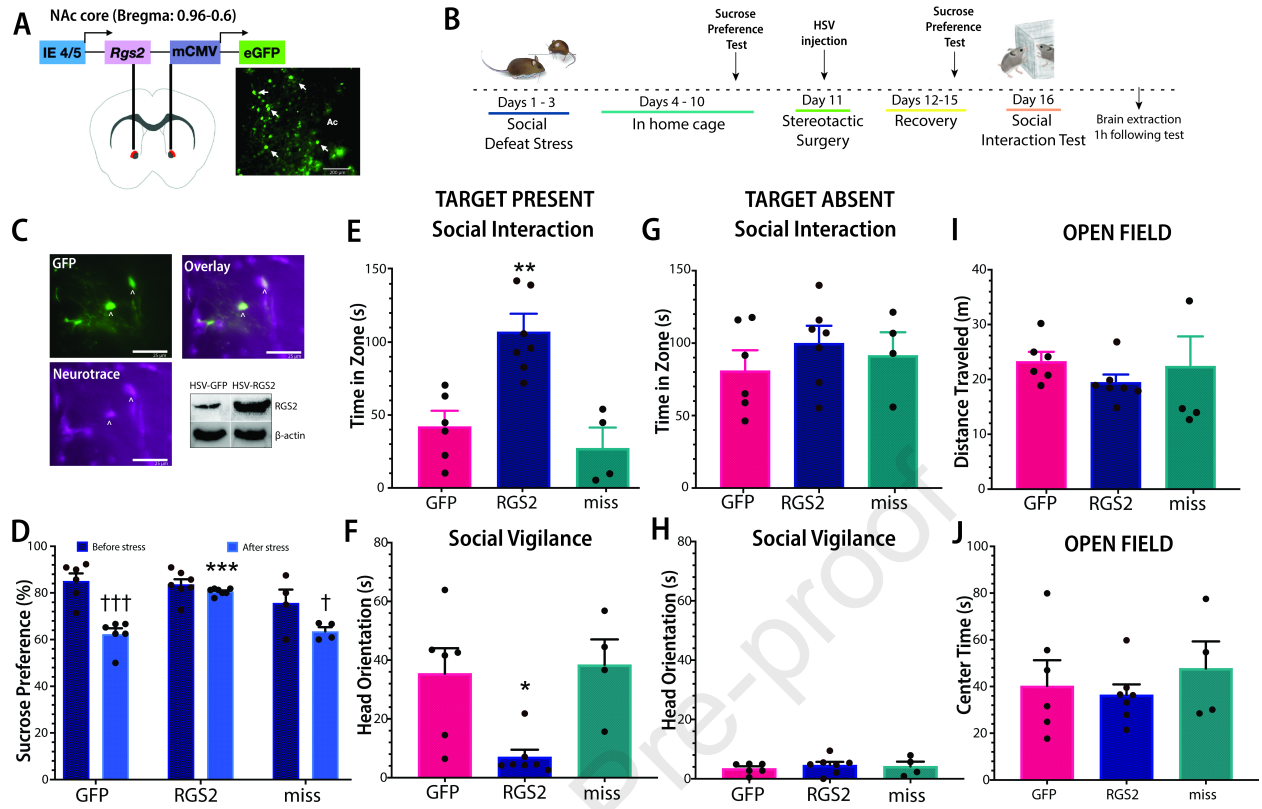 A
NAc core (Bregma: 0.96-0.6)
IE 4/5
Rgs2
mCMV
eGFP
Ac
200 µm
B
Sucrose
Preference
Test
HSV
injection
Sucrose
Preference
Test
Days 1 - 3
Social
Defeat Stress
Days 4 - 10
In home cage
Day 11
Stereotactic
Surgery
Days 12-15
Recovery
Day 16
Social
Interaction Test
Brain extraction
1h following test
C
GFP
Overlay
Neurotrace
25 µm
25 µm
25 µm
HSV-GFP HSV-RGS2
RGS2
β-actin
D
Before stress
After stress
Sucrose Preference (%)
100
80
60
40
20
0
†††
***
†
GFP RGS2 miss
TARGET PRESENT
E
Social Interaction
Time in Zone (s)
150
100
50
0
**
GFP RGS2 miss
F
Social Vigilance
Head Orientation (s)
80
60
40
20
0
*
GFP RGS2 miss
TARGET ABSENT
G
Social Interaction
Time in Zone (s)
150
100
50
0
GFP RGS2 miss
H
Social Vigilance
Head Orientation (s)
80
60
40
20
0
GFP RGS2 miss
I
OPEN FIELD
Distance Traveled (m)
40
30
20
10
0
GFP RGS2 miss
J
OPEN FIELD
Center Time (s)
100
80
60
40
20
0
GFP RGS2 miss
Pre-proof